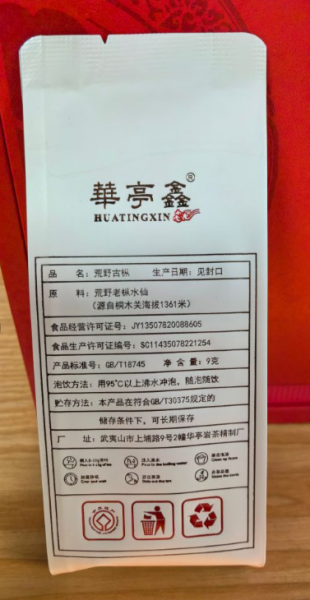 華亭鑫®
HUATINGXIN
品 名：荒野古枞 生产日期：见封口
原 料：荒野老枞水仙
(源自桐木关海拔1361米)
食品经营许可证号：JY13507820088605
食品生产许可证编号：SC11435078221254
产品标准号：GB/T18745 净 含 量：9克
泡饮方法：用95℃以上沸水冲泡，随泡随饮
贮存方法：本产品在符合GB/T30375规定的
储存条件下，可长期保存
厂 址：武夷山市上埔路9号2幢华亭岩茶精制厂